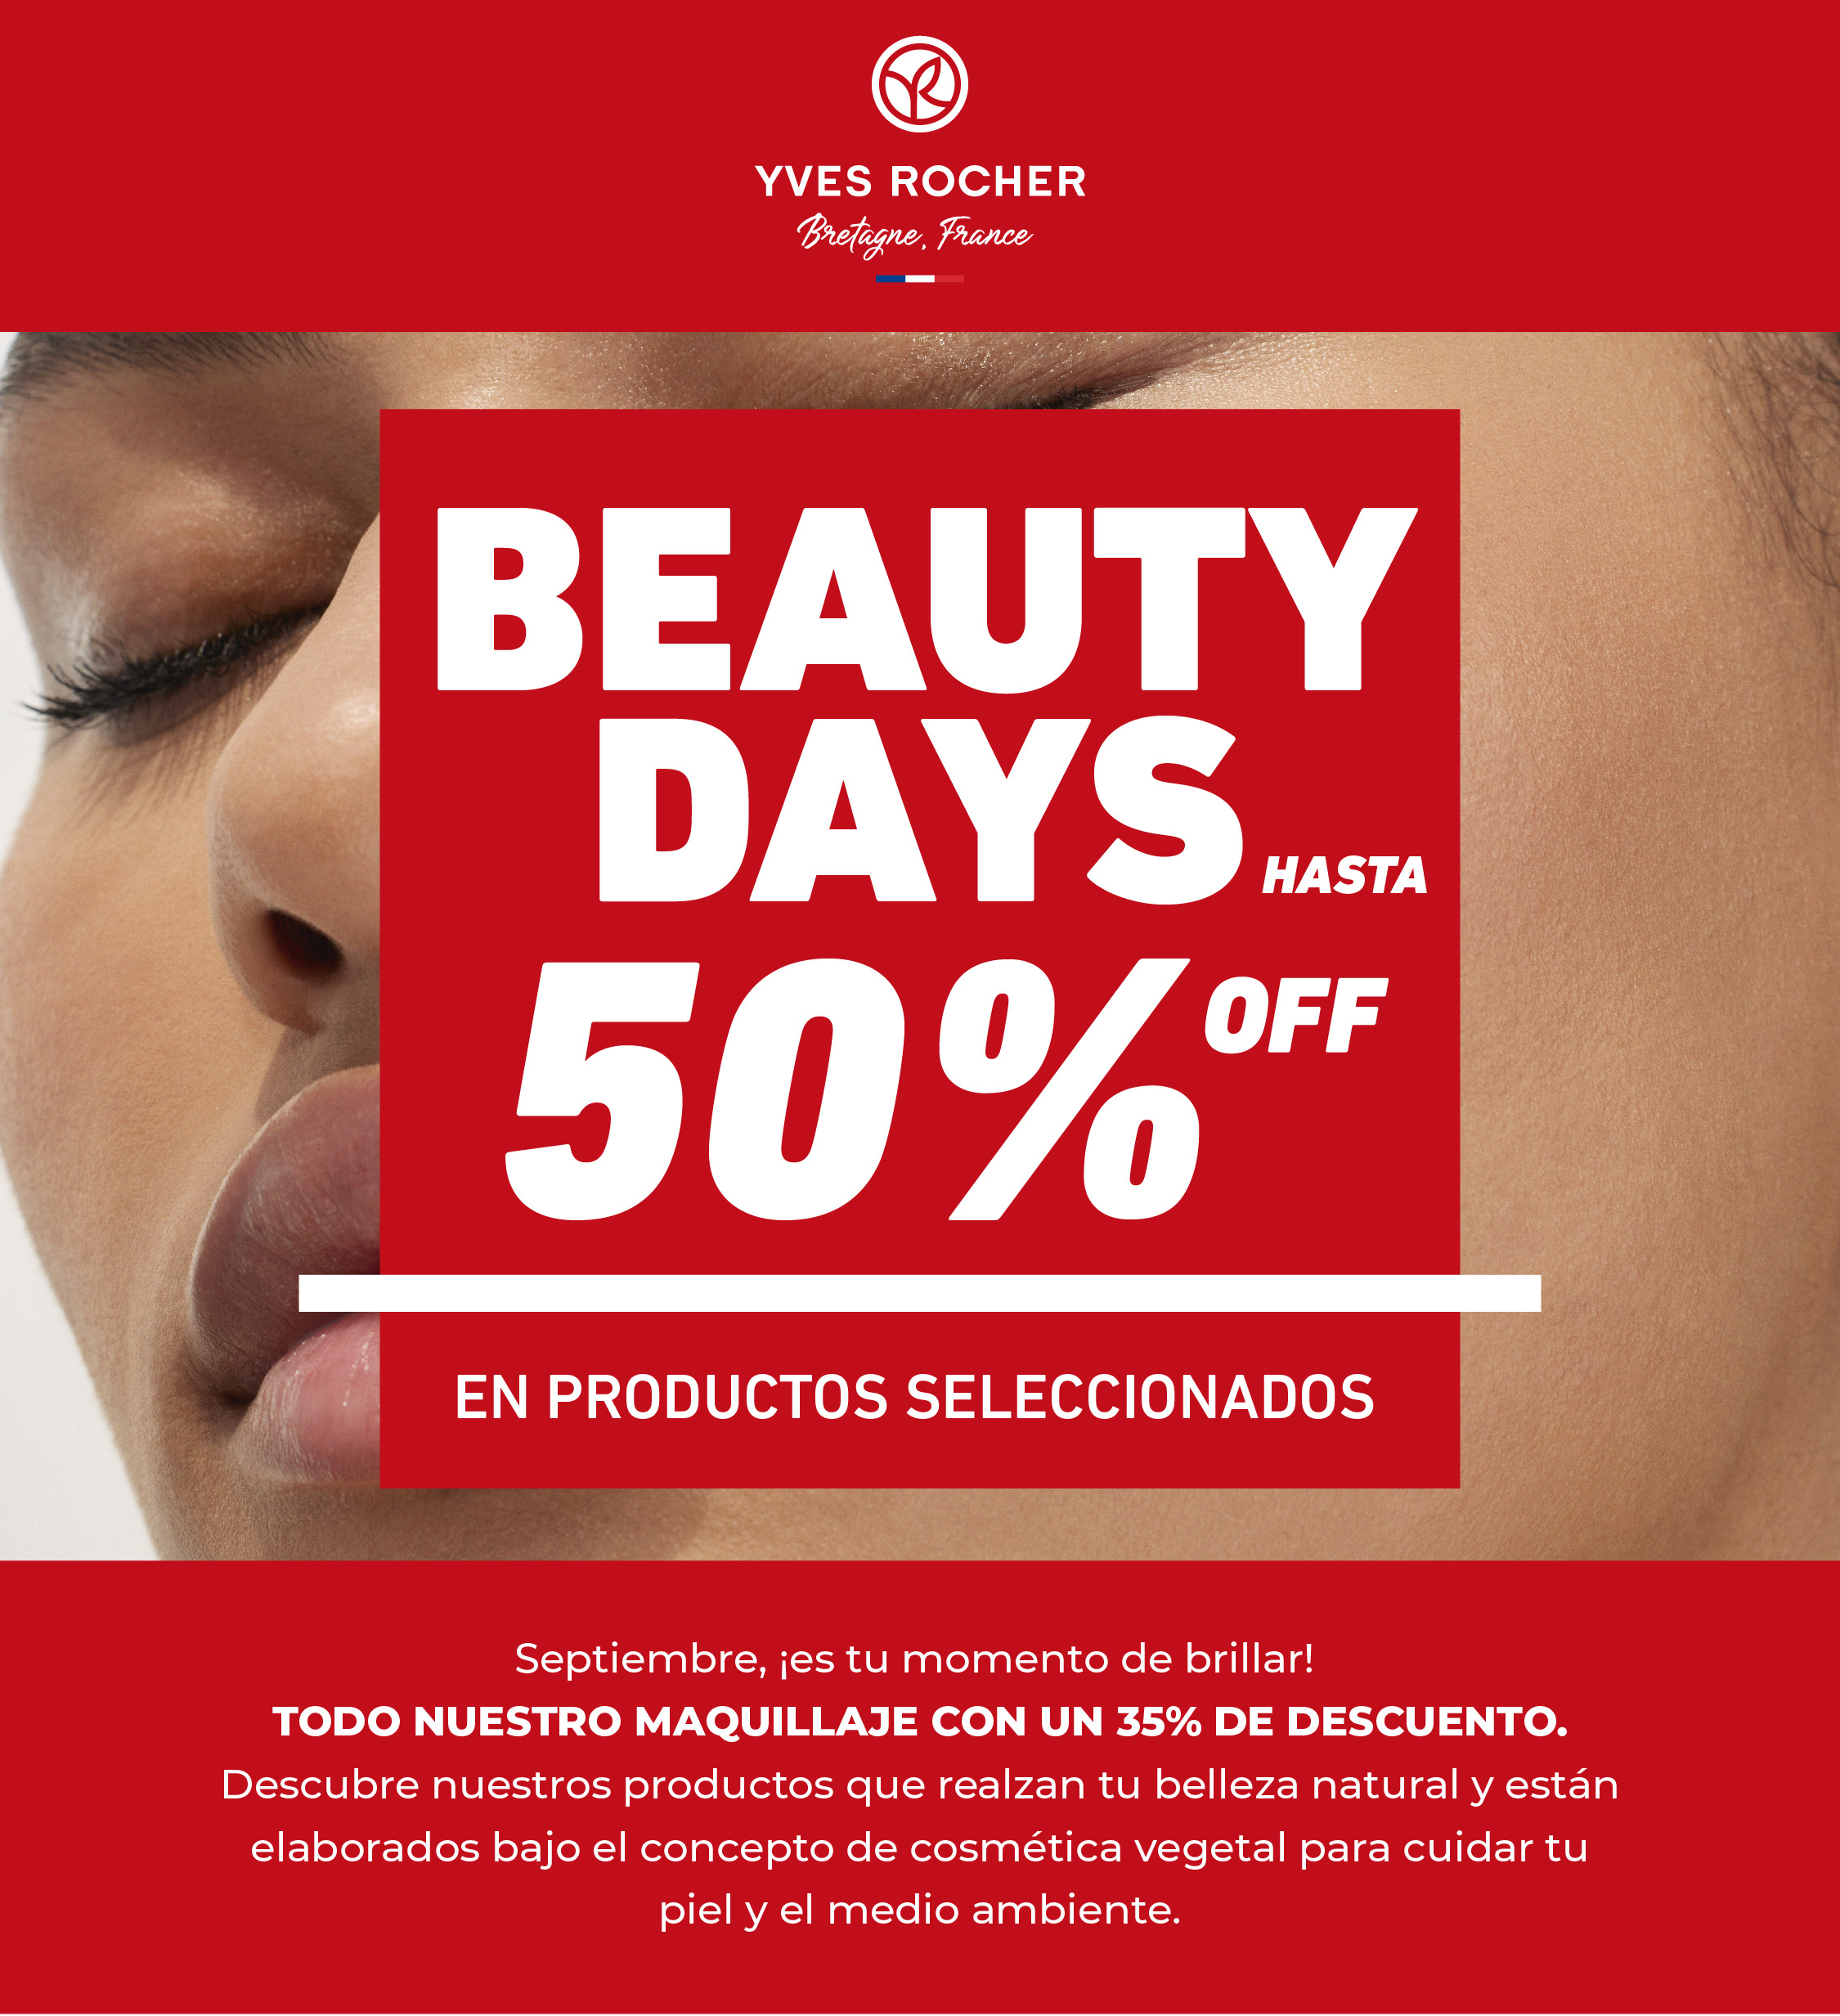 YVES ROCHER
Bretagne, France
BEAUTY
DAYS HASTA
50% OFF
EN PRODUCTOS SELECCIONADOS
Septiembre, ¡es tu momento de brillar!
TODO NUESTRO MAQUILLAJE CON UN 35% DE DESCUENTO.
Descubre nuestros productos que realzan tu belleza natural y están
elaborados bajo el concepto de cosmética vegetal para cuidar tu
piel y el medio ambiente.